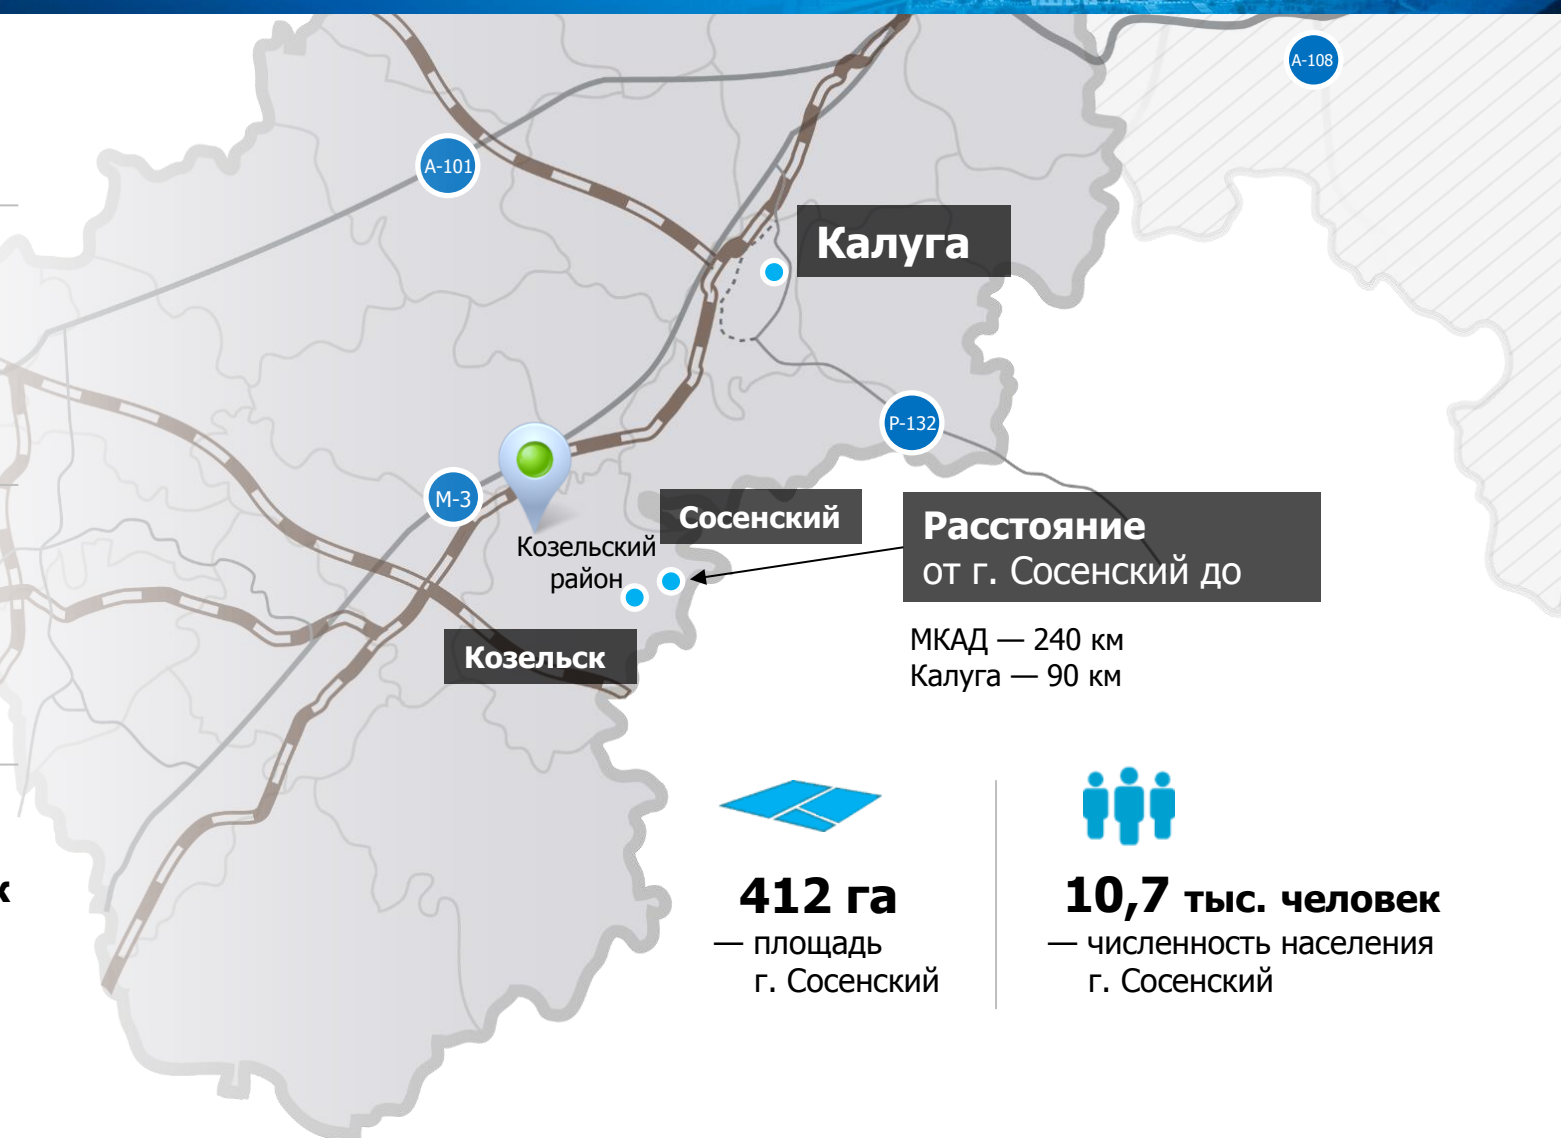 А-108
А-101
Калуга
Р-132
М-3
Сосенский
Козельский
район
Козельск
Расстояние
от г. Сосенский до
МКАД — 240 км
Калуга — 90 км
412 га
— площадь
г. Сосенский
10,7 тыс. человек
— численность населения
г. Сосенский